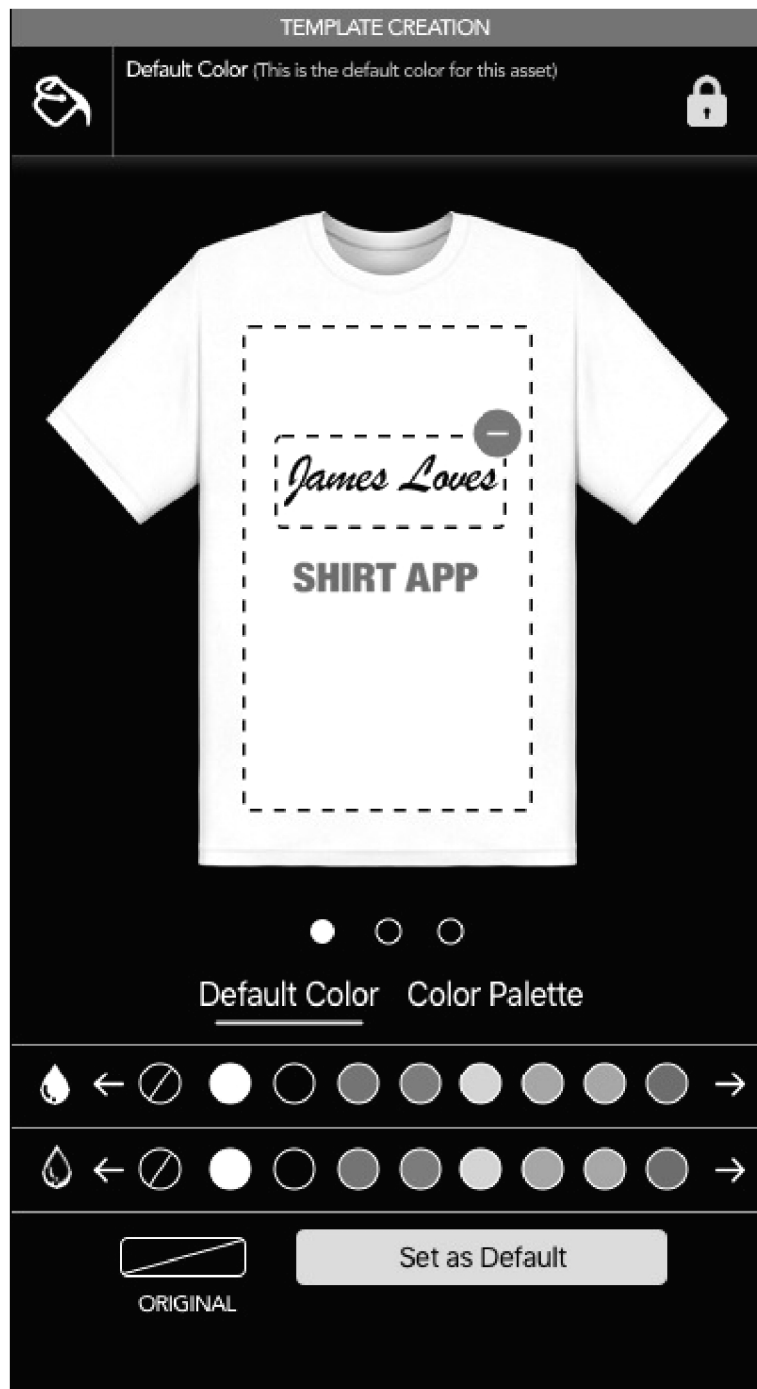 TEMPLATE CREATION
Default Color (This is the default color for this asset)
James Loves
SHIRT APP
Default Color Color Palette
Set as Default
ORIGINAL